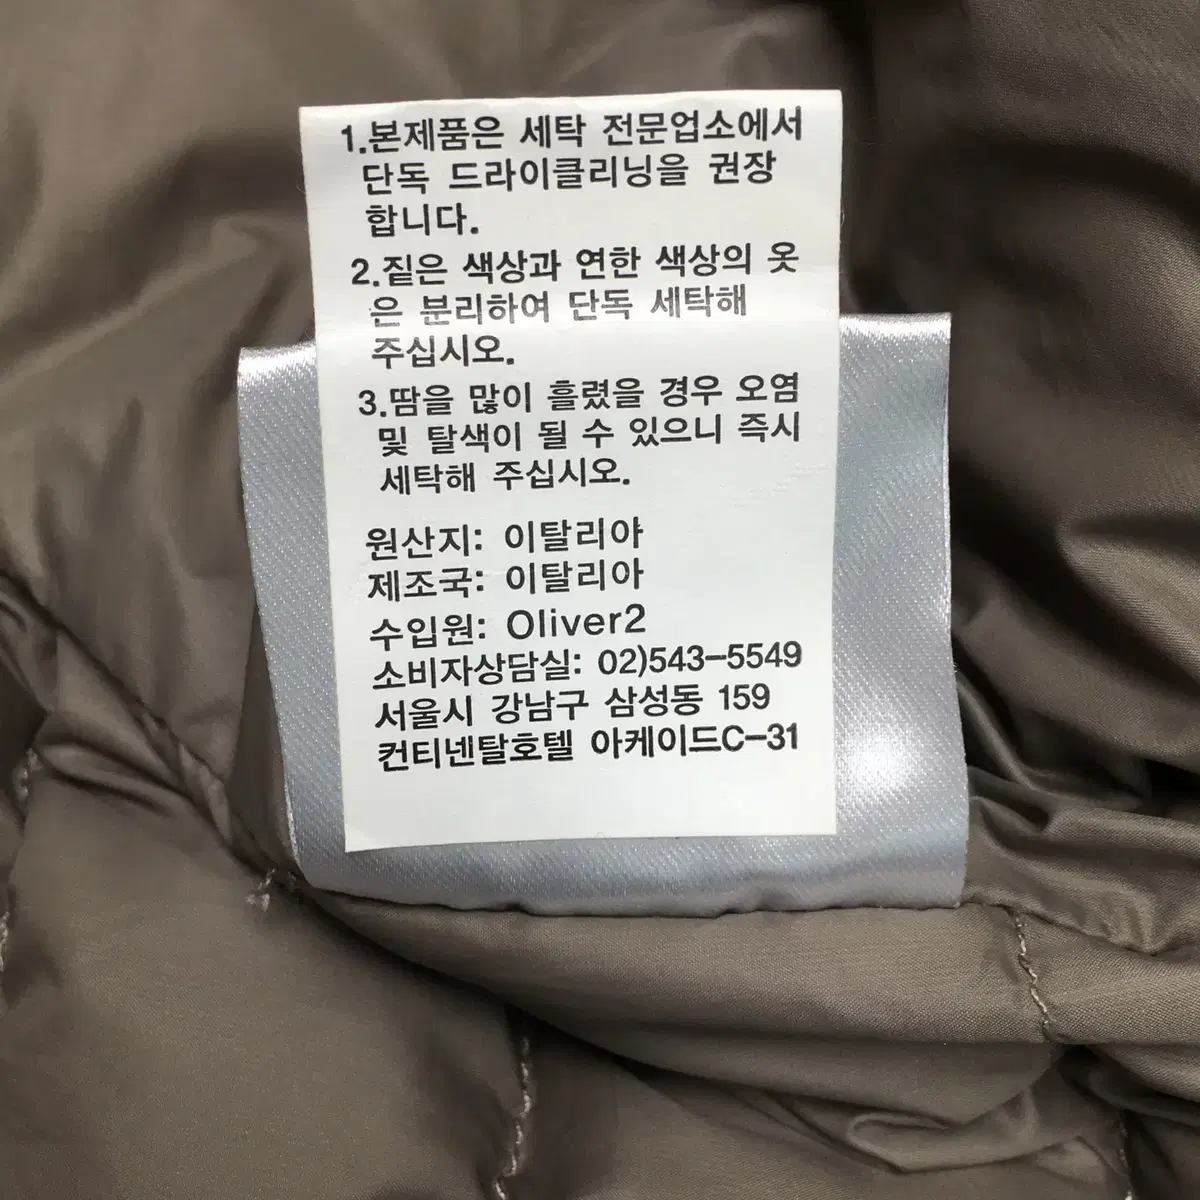 1.본제품은 세탁 전문업소에서
단독 드라이클리닝을 권장
합니다.
2.짙은 색상과 연한 색상의 옷
은 분리하여 단독 세탁해
주십시오.
3.땀을 많이 흘렸을 경우 오염
및 탈색이 될 수 있으니 즉시
세탁해 주십시오.
원산지: 이탈리아
제조국: 이탈리아
수입원: Oliver2
소비자상담실: 02)543-5549
서울시 강남구 삼성동 159
컨티넨탈호텔 아케이드C-31